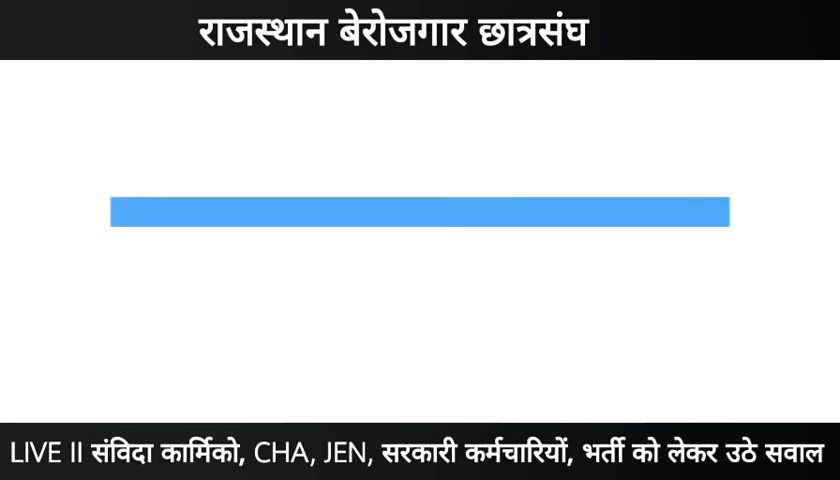 राजस्थान बेरोजगार छात्रसंघ
LIVE II संविदा कार्मिको, CHA, JEN, सरकारी कर्मचारियों, भर्ती को लेकर उठे सवाल